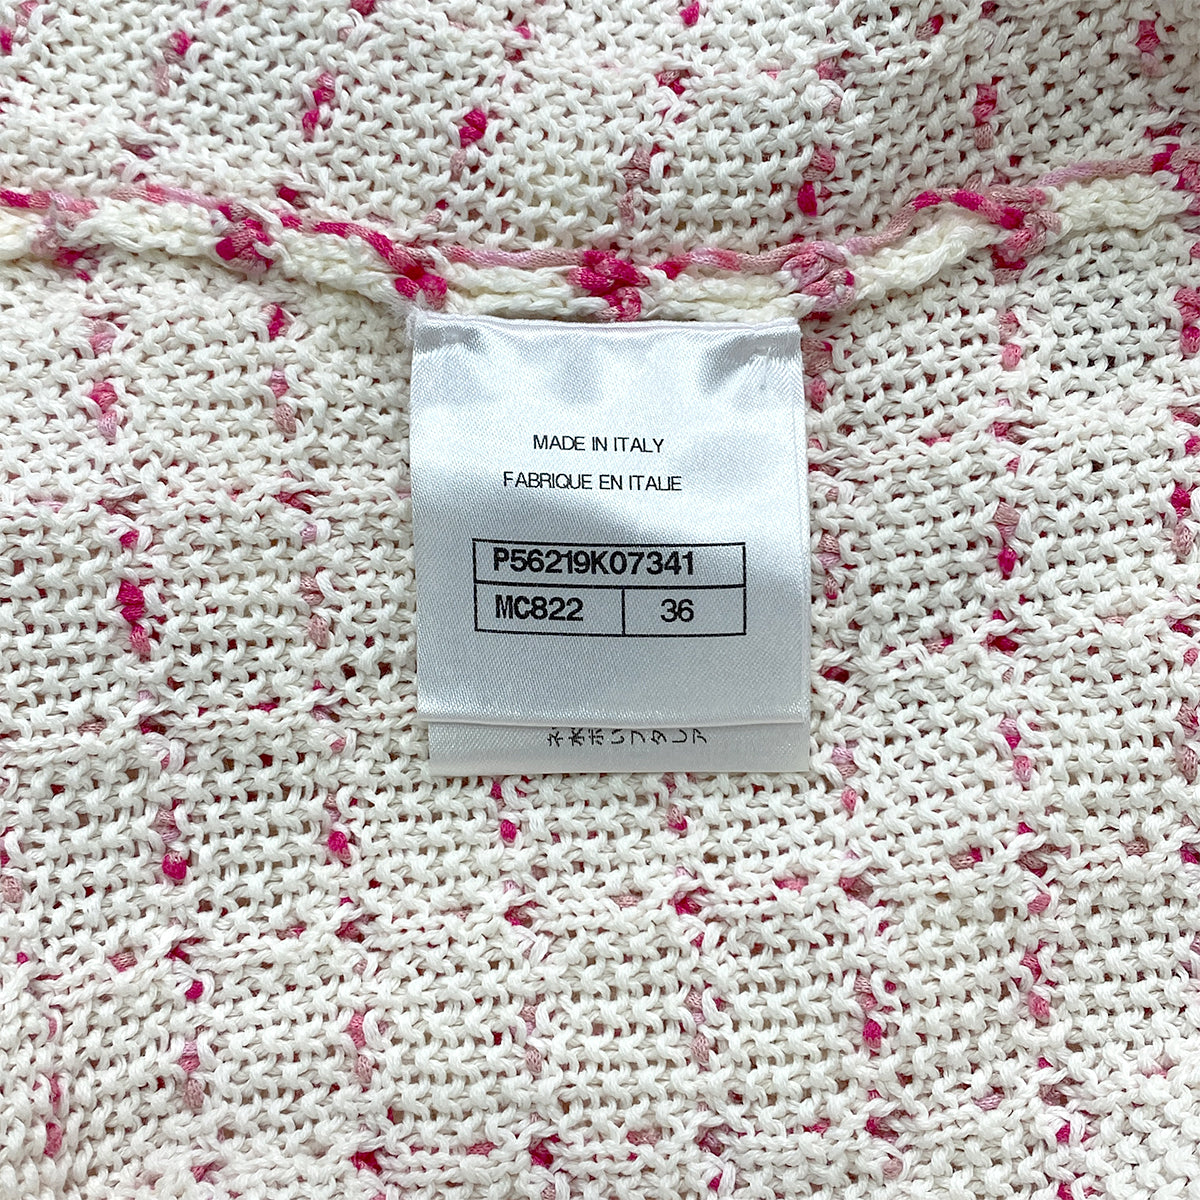 MADE IN ITALY
FABRIQUE EN ITALIE
P56219K07341
MC822 36